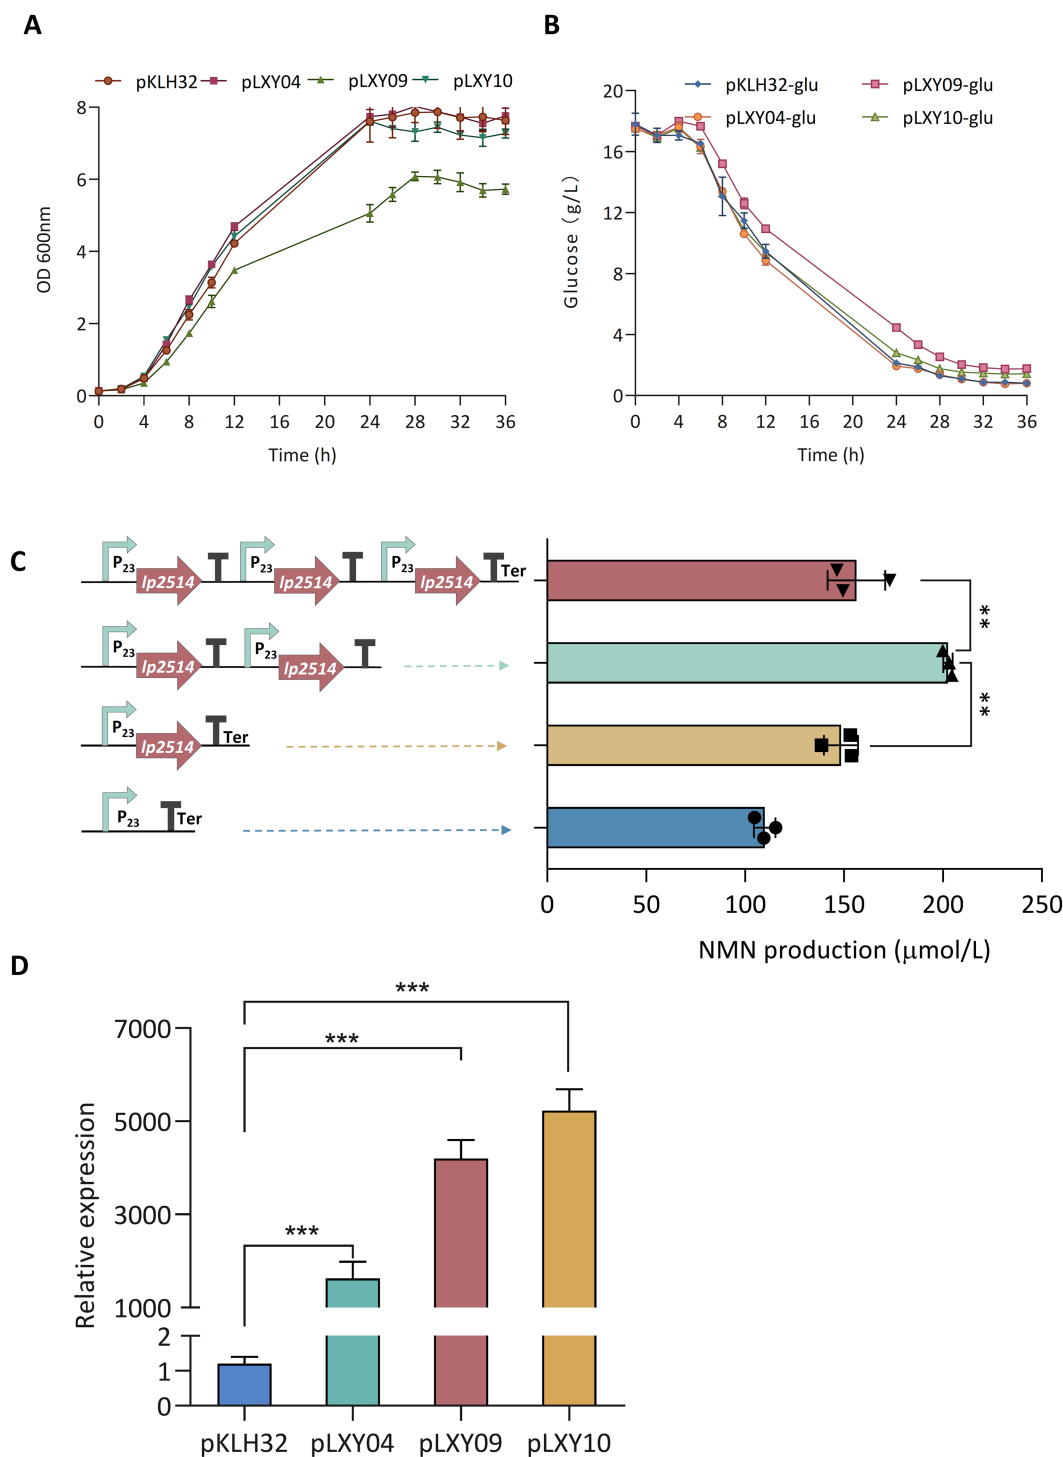 A
pKLH32 pLXY04 pLXY09 pLXY10
8
6
4
2
0
OD 600nm
0 4 8 12 16 20 24 28 32 36
Time (h)
B
pKLH32-glu pLXY09-glu
pLXY04-glu pLXY10-glu
20
16
12
8
4
0
Glucose（g/L）
0 4 8 12 16 20 24 28 32 36
Time (h)
C
P23 lp2514 P23 lp2514 P23 lp2514 Ter
P23 lp2514 P23 lp2514
P23 lp2514 Ter
P23 Ter
**
**
0 50 100 150 200 250
NMN production (μmol/L)
D
***
***
***
7000
5000
3000
1000
2
1
0
Relative expression
pKLH32 pLXY04 pLXY09 pLXY10